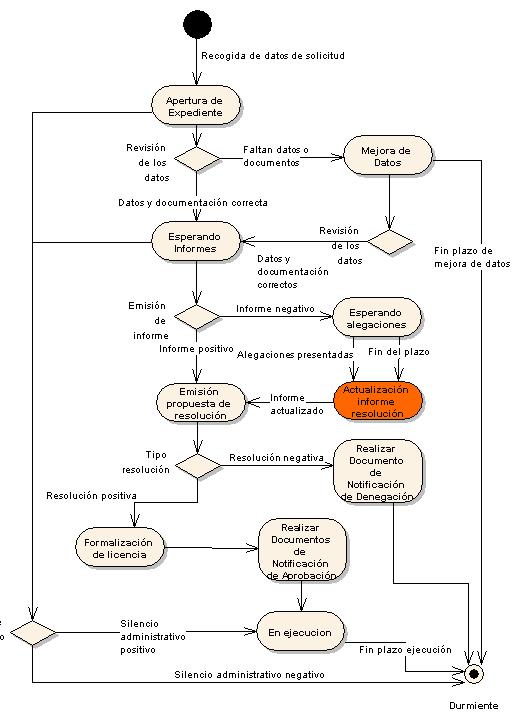 Recogida de datos de solicitud
Apertura de
Expediente
Revisión
de los
datos
Faltan datos o
documentos
Mejora de
Datos
Datos y documentación correcta
Esperando
Informes
Revisión
de los
datos
Datos y
documentación
correctos
Fin plazo de
mejora de datos
Emisión
de
informe
Informe negativo
Esperando
alegaciones
Informe positivo
Alegaciones presentadas
Fin del plazo
Emisión
propuesta de
resolución
Informe
actualizado
Actualización
informe
resolución
Tipo
resolución
Resolución negativa
Realizar
Documento
de
Notificación
de Denegación
Resolución positiva
Formalización
de licencia
Realizar
Documentos
de
Notificación
de Aprobación
Silencio
administrativo
positivo
En ejecucion
Fin plazo ejecución
Silencio administrativo negativo
Durmiente